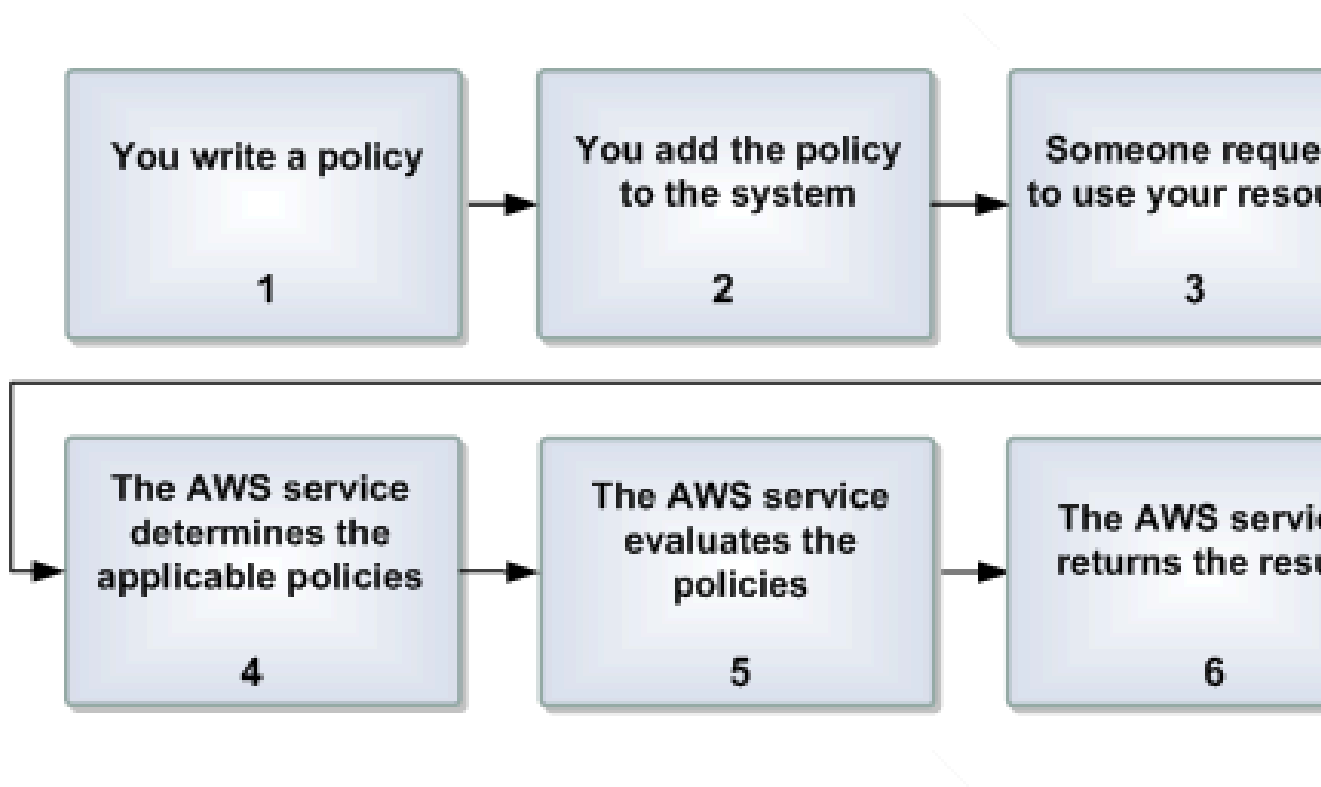 You write a policy
1
You add the policy
to the system
2
Someone reque
to use your resou
3
The AWS service
determines the
applicable policies
4
The AWS service
evaluates the
policies
5
The AWS servic
returns the resu
6